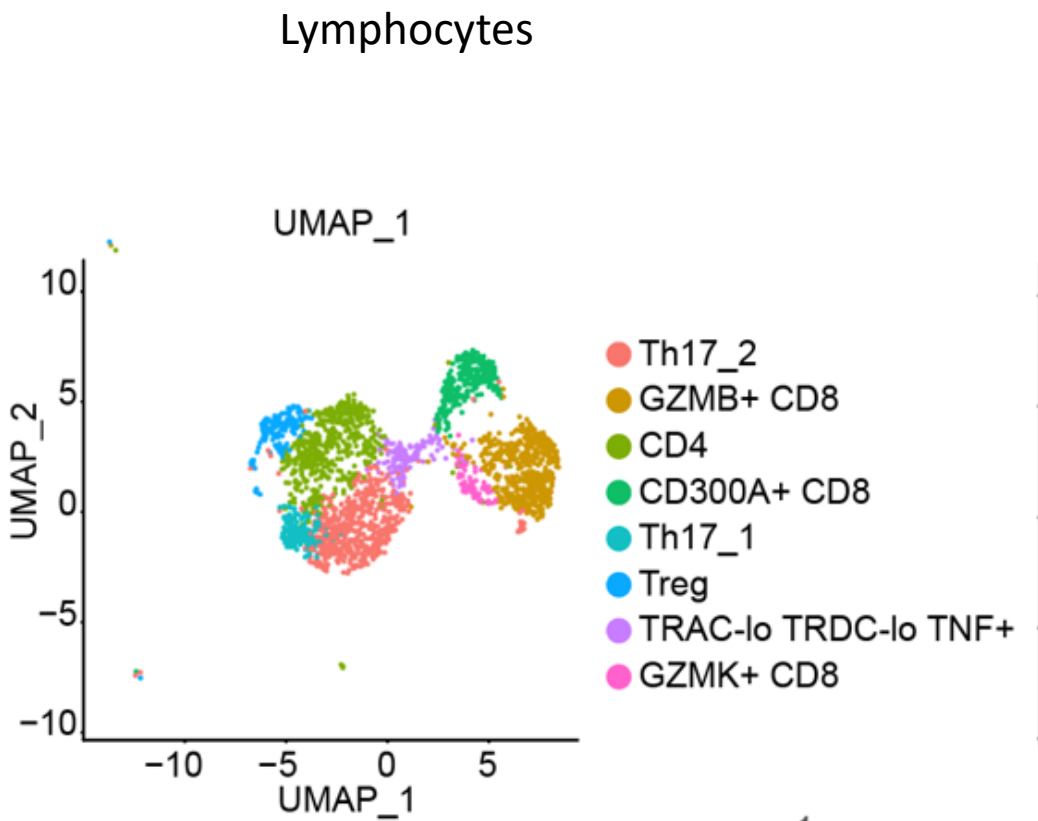 Lymphocytes
UMAP_1
10
5
0
−5
−10
UMAP_2
−10 −5 0 5
UMAP_1
Th17_2
GZMB+ CD8
CD4
CD300A+ CD8
Th17_1
Treg
TRAC-lo TRDC-lo TNF+
GZMK+ CD8